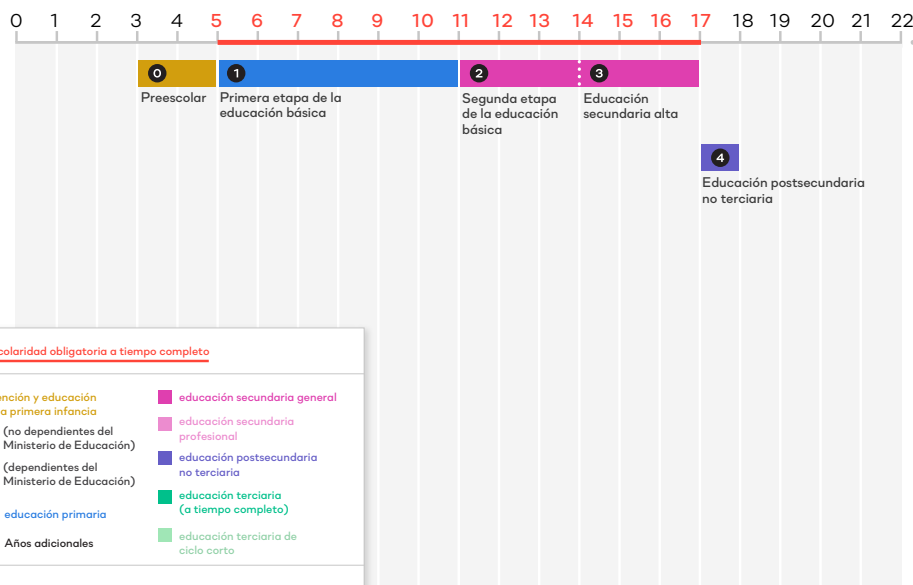 0 1 2 3 4 5 6 7 8 9 10 11 12 13 14 15 16 17 18 19 20 21 22
0 1 2 3
Preescolar
Primera etapa de la
educación básica
Segunda etapa
de la educación
básica
Educación
secundaria alta
4
Educación postsecundaria
no terciaria
colaridad obligatoria a tiempo completo
nción y educación
a primera infancia
(no dependientes del
Ministerio de Educación)
(dependientes del
Ministerio de Educación)
educación primaria
Años adicionales
educación secundaria general
educación secundaria
profesional
educación postsecundaria
no terciaria
educación terciaria
(a tiempo completo)
educación terciaria de
ciclo corto